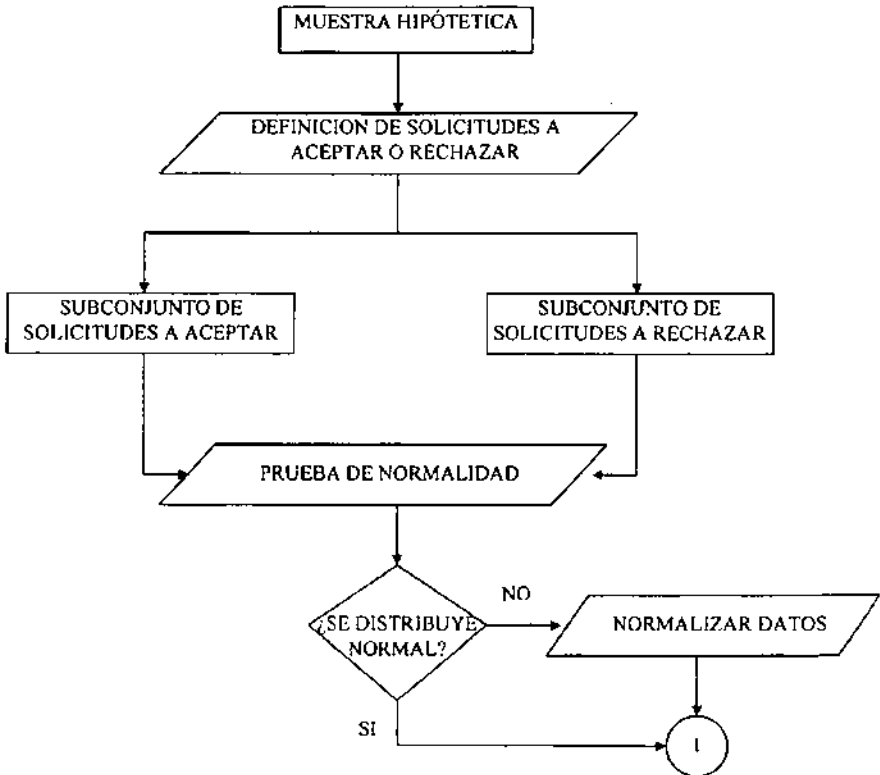 MUESTRA HIPÓTETICA
DEFINICION DE SOLICITUDES A
ACEPTAR O RECHAZAR
SUBCONJUNTO DE
SOLICITUDES A ACEPTAR
SUBCONJUNTO DE
SOLICITUDES A RECHAZAR
PRUEBA DE NORMALIDAD
¿SE DISTRIBUYE
NORMAL?
NO
NORMALIZAR DATOS
SI
1